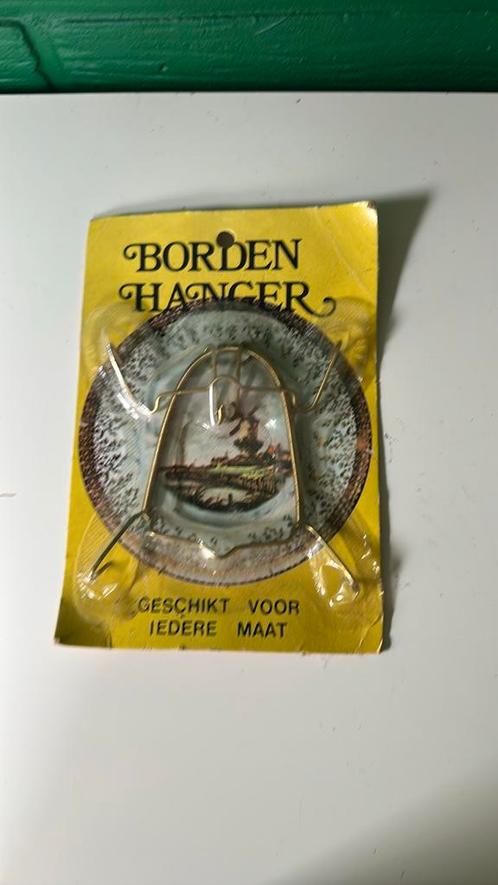 BORDEN
HANGER
GESCHIKT VOOR
IEDERE MAAT